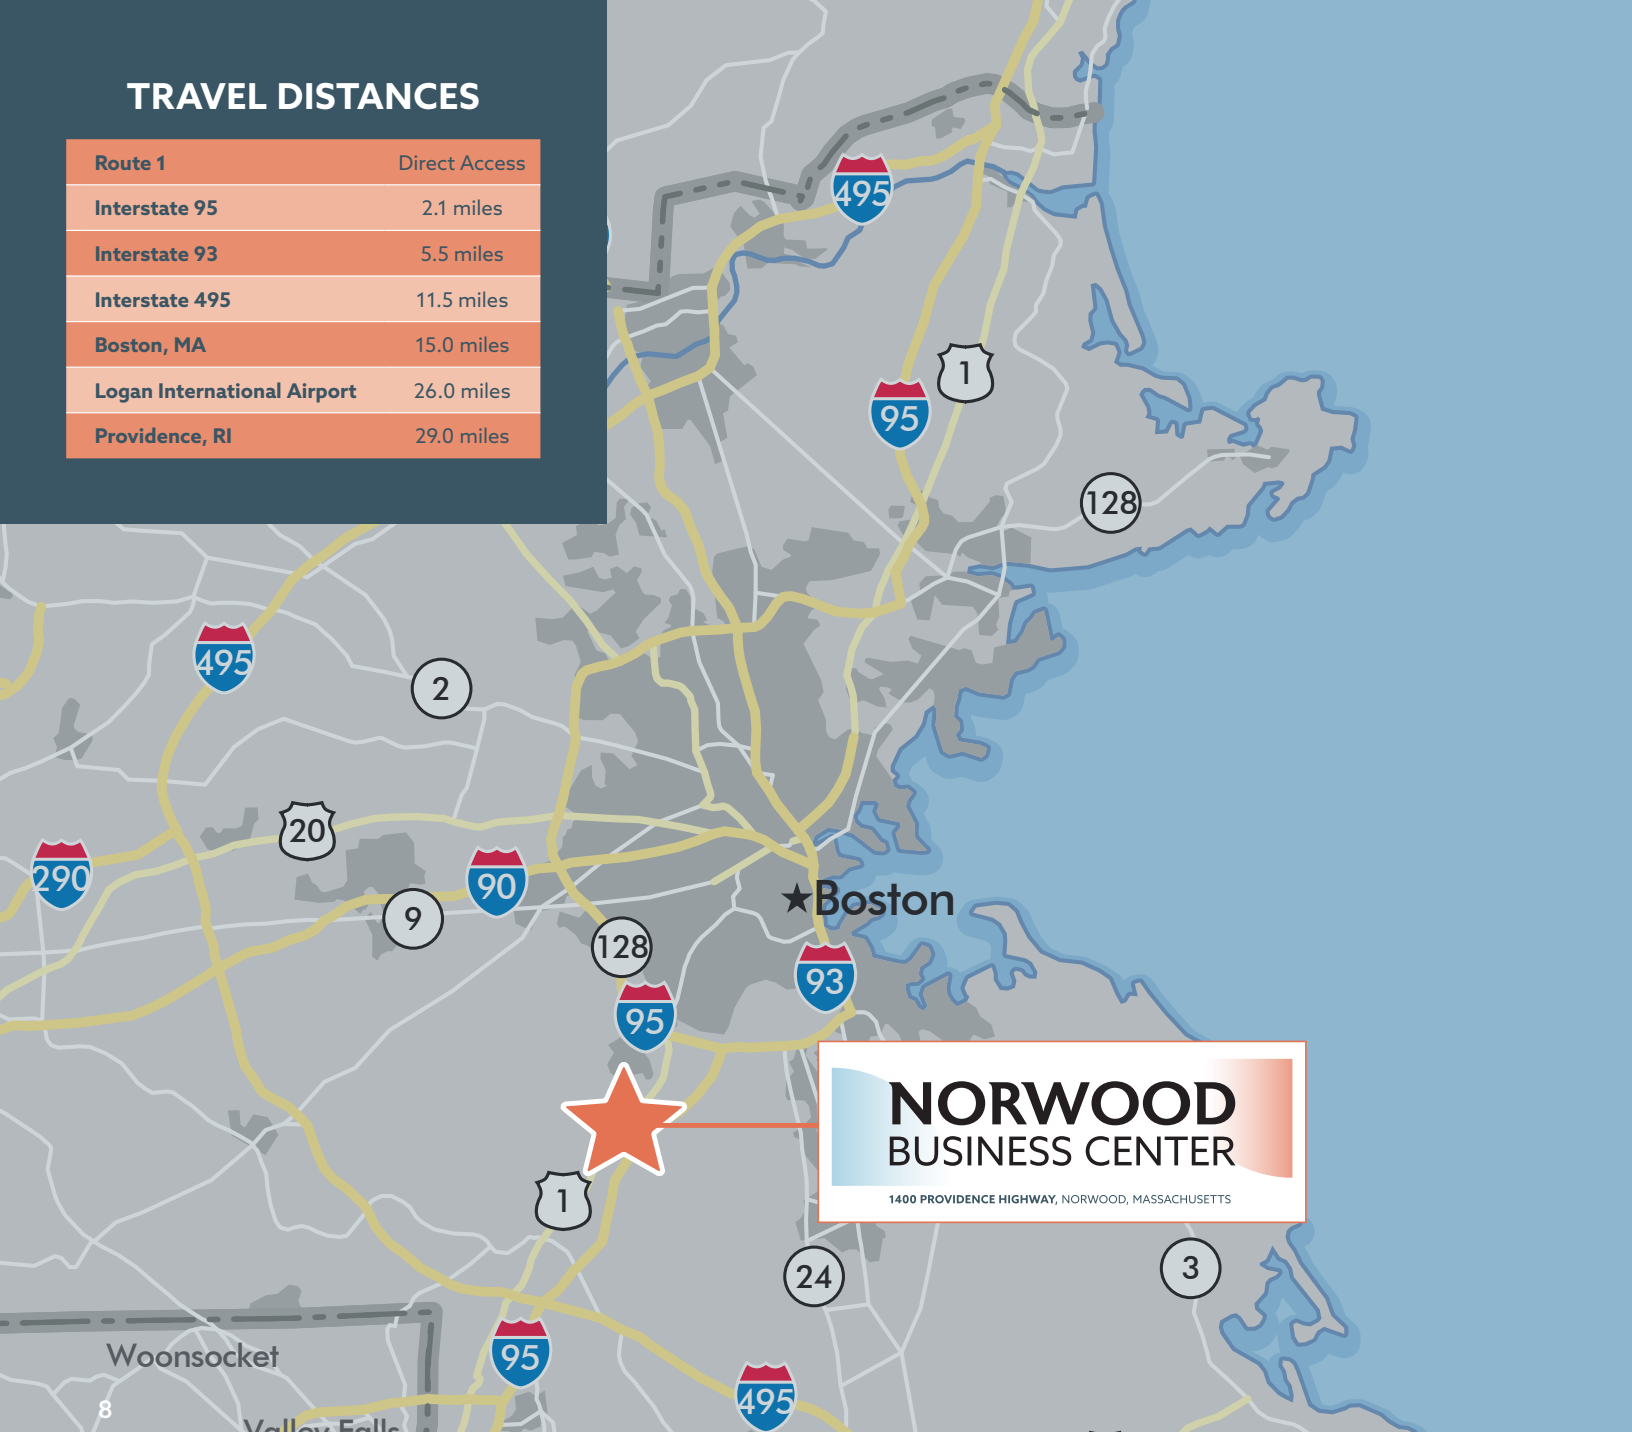 TRAVEL DISTANCES
Route 1 Direct Access
Interstate 95 2.1 miles
Interstate 93 5.5 miles
Interstate 495 11.5 miles
Boston, MA 15.0 miles
Logan International Airport 26.0 miles
Providence, RI 29.0 miles
495
1
95
128
495
2
20
290
90
9
Boston
128
93
95
NORWOOD
BUSINESS CENTER
1400 PROVIDENCE HIGHWAY, NORWOOD, MASSACHUSETTS
1
24
3
Woonsocket
95
495
8
Valley Falls